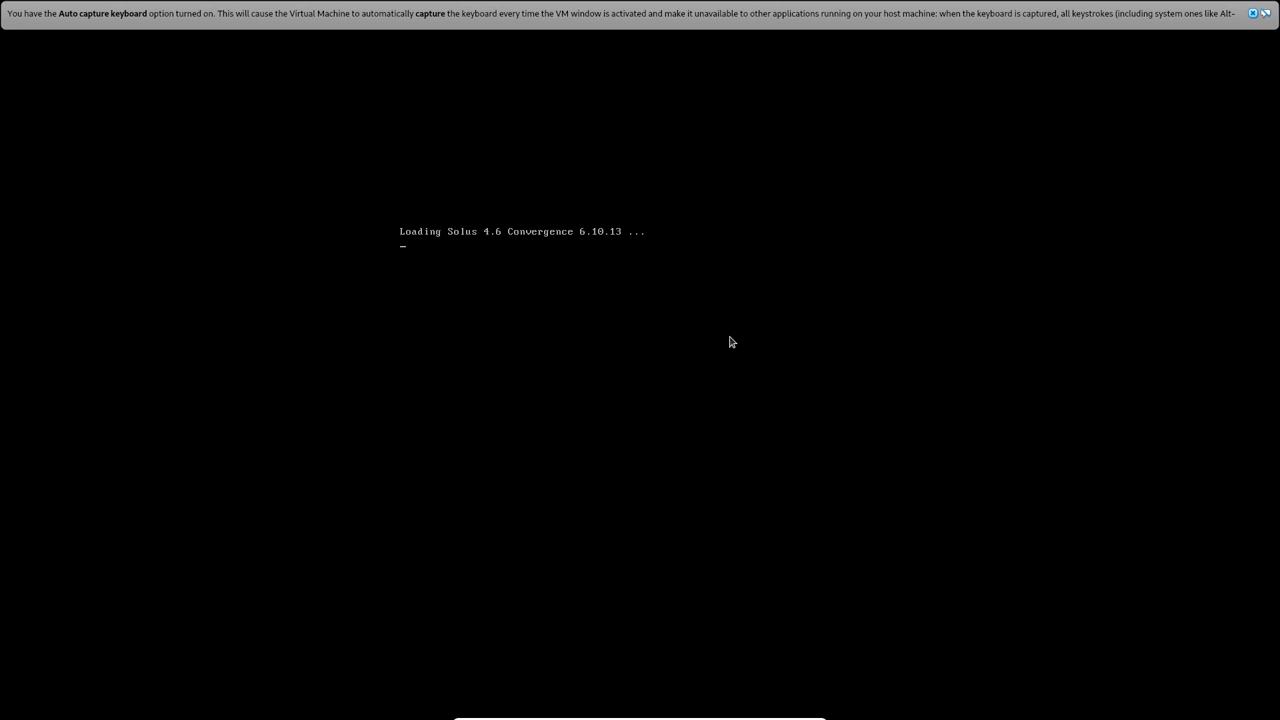 You have the Auto capture keyboard option turned on. This will cause the Virtual Machine to automatically capture the keyboard every time the VM window is activated and make it unavailable to other applications running on your host machine: when the keyboard is captured, all keystrokes (including system ones like Alt-
Loading Solus 4.6 Convergence 6.10.13 ...